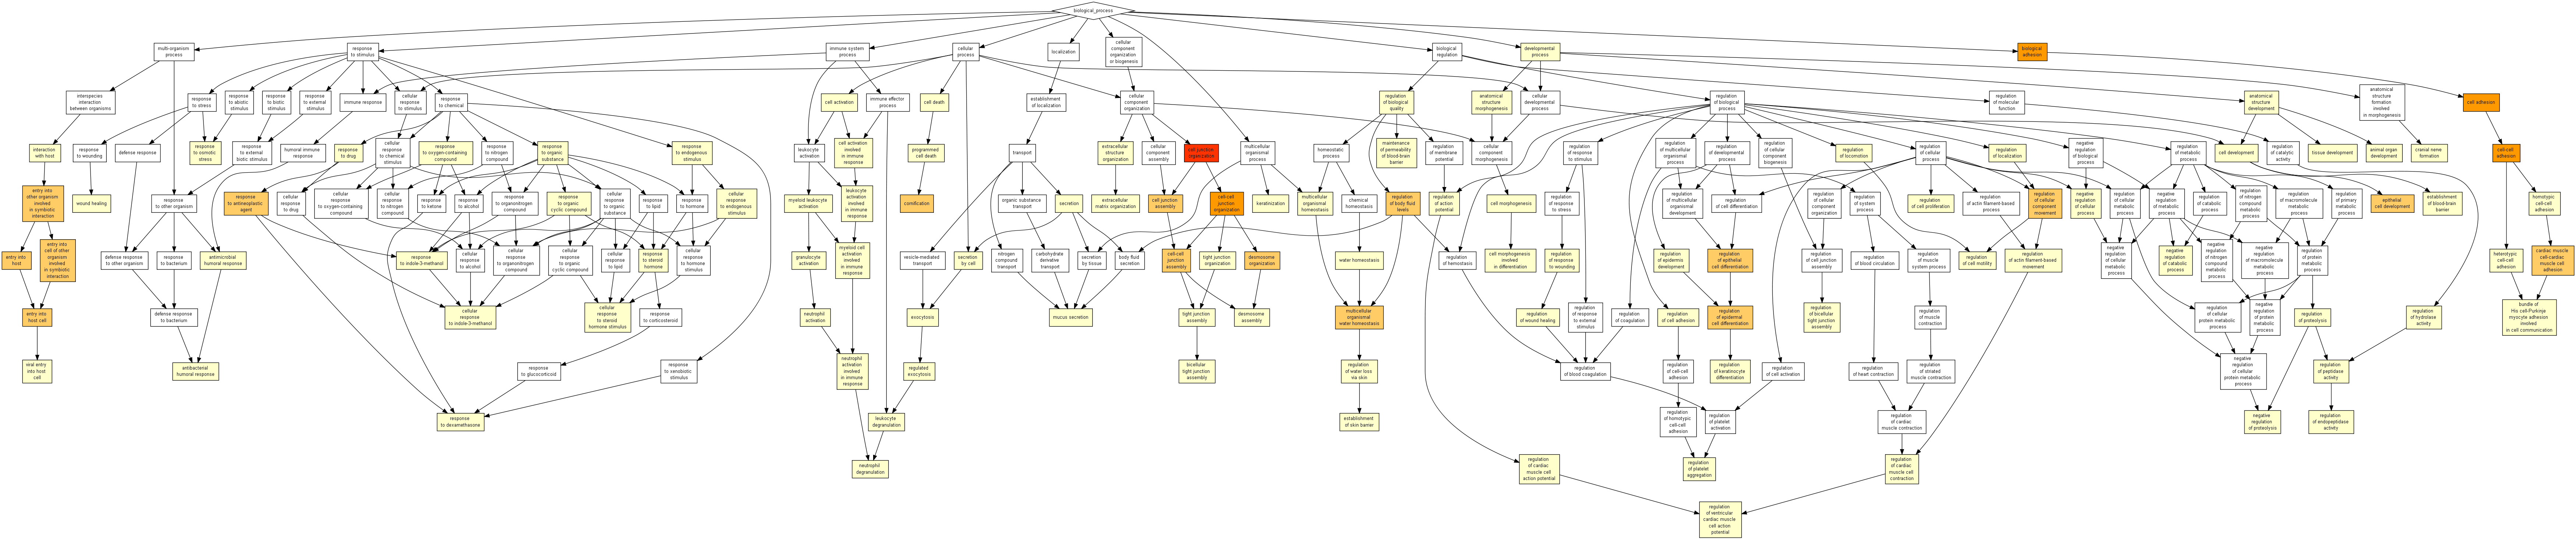 biological_process
multi-organism
process
response
to stimulus
immune system
process
cellular
process
localization
cellular
component
organization
or biogenesis
biological
regulation
developmental
process
biological
adhesion
interspecies
interaction
between organisms
response
to stress
response
to abiotic
stimulus
response
to biotic
stimulus
response
to external
stimulus
immune response
cellular
response
to stimulus
response
to chemical
cell activation
immune effector
process
cell death
establishment
of localization
cellular
component
organization
regulation
of biological
quality
anatomical
structure
morphogenesis
cellular
developmental
process
regulation
of biological
process
regulation
of molecular
function
anatomical
structure
development
anatomical
structure
formation
involved
in morphogenesis
cell adhesion
interaction
with host
response
to wounding
defense response
response
to osmotic
stress
response
to external
biotic stimulus
humoral immune
response
response
to drug
cellular
response
to chemical
stimulus
response
to oxygen-containing
compound
response
to nitrogen
compound
response
to organic
substance
response
to endogenous
stimulus
leukocyte
activation
cell activation
involved
in immune
response
programmed
cell death
transport
extracellular
structure
organization
cellular
component
assembly
cell junction
organization
multicellular
organismal
process
homeostatic
process
maintenance
of permeability
of blood-brain
barrier
regulation
of membrane
potential
cellular
component
morphogenesis
regulation
of response
to stimulus
regulation
of multicellular
organismal
process
regulation
of developmental
process
regulation
of cellular
component
biogenesis
regulation
of locomotion
regulation
of cellular
process
regulation
of localization
negative
regulation
of biological
process
regulation
of metabolic
process
cell development
regulation
of catalytic
activity
tissue development
animal organ
development
cranial nerve
formation
cell-cell
adhesion
entry into
other organism
involved
in symbiotic
interaction
wound healing
response
to other organism
response
to antineoplastic
agent
cellular
response
to drug
cellular
response
to oxygen-containing
compound
cellular
response
to nitrogen
compound
response
to ketone
response
to alcohol
response
to organonitrogen
compound
response
to organic
cyclic compound
cellular
response
to organic
substance
response
to lipid
response
to hormone
cellular
response
to endogenous
stimulus
myeloid leukocyte
activation
leukocyte
activation
involved
in immune
response
cornification
organic substance
transport
secretion
extracellular
matrix organization
cell junction
assembly
cell-cell
junction
organization
keratinization
multicellular
organismal
homeostasis
chemical
homeostasis
regulation
of body fluid
levels
regulation
of action
potential
cell morphogenesis
regulation
of response
to stress
regulation
of multicellular
organismal
development
regulation
of cell differentiation
regulation
of cellular
component
organization
regulation
of system
process
regulation
of cell proliferation
regulation
of actin filament-based
process
regulation
of cellular
component
movement
negative
regulation
of cellular
process
regulation
of cellular
metabolic
process
negative
regulation
of metabolic
process
regulation
of catabolic
process
regulation
of nitrogen
compound
metabolic
process
regulation
of macromolecule
metabolic
process
regulation
of primary
metabolic
process
epithelial
cell development
establishment
of blood-brain
barrier
homotypic
cell-cell
adhesion
entry into
host
entry into
cell of other
organism
involved
in symbiotic
interaction
defense response
to other organism
response
to bacterium
antimicrobial
humoral response
response
to indole-3-methanol
cellular
response
to alcohol
cellular
response
to organonitrogen
compound
cellular
response
to organic
cyclic compound
cellular
response
to lipid
response
to steroid
hormone
cellular
response
to hormone
stimulus
granulocyte
activation
myeloid cell
activation
involved
in immune
response
vesicle-mediated
transport
secretion
by cell
nitrogen
compound
transport
carbohydrate
derivative
transport
secretion
by tissue
body fluid
secretion
cell-cell
junction
assembly
tight junction
organization
desmosome
organization
water homeostasis
regulation
of hemostasis
cell morphogenesis
involved
in differentiation
regulation
of response
to wounding
regulation
of epidermis
development
regulation
of epithelial
cell differentiation
regulation
of cell junction
assembly
regulation
of blood circulation
regulation
of muscle
system process
regulation
of cell motility
regulation
of actin filament-based
movement
negative
regulation
of cellular
metabolic
process
negative
regulation
of catabolic
process
negative
regulation
of nitrogen
compound
metabolic
process
negative
regulation
of macromolecule
metabolic
process
regulation
of protein
metabolic
process
heterotypic
cell-cell
adhesion
cardiac muscle
cell-cardiac
muscle cell
adhesion
entry into
host cell
defense response
to bacterium
cellular
response
to indole-3-methanol
cellular
response
to steroid
hormone stimulus
response
to corticosteroid
neutrophil
activation
exocytosis
mucus secretion
tight junction
assembly
desmosome
assembly
multicellular
organismal
water homeostasis
regulation
of wound healing
regulation
of response
to external
stimulus
regulation
of coagulation
regulation
of cell adhesion
regulation
of epidermal
cell differentiation
regulation
of bicellular
tight junction
assembly
regulation
of muscle
contraction
regulation
of cellular
protein metabolic
process
negative
regulation
of protein
metabolic
process
regulation
of proteolysis
regulation
of hydrolase
activity
bundle of
His cell-Purkinje
myocyte adhesion
involved
in cell communication
viral entry
into host
cell
antibacterial
humoral response
response
to glucocorticoid
response
to xenobiotic
stimulus
neutrophil
activation
involved
in immune
response
regulated
exocytosis
bicellular
tight junction
assembly
regulation
of water loss
via skin
regulation
of blood coagulation
regulation
of cell-cell
adhesion
regulation
of keratinocyte
differentiation
regulation
of cell activation
regulation
of heart contraction
regulation
of striated
muscle contraction
negative
regulation
of cellular
protein metabolic
process
regulation
of peptidase
activity
response
to dexamethasone
leukocyte
degranulation
establishment
of skin barrier
regulation
of homotypic
cell-cell
adhesion
regulation
of platelet
activation
regulation
of cardiac
muscle contraction
negative
regulation
of proteolysis
regulation
of endopeptidase
activity
neutrophil
degranulation
regulation
of cardiac
muscle cell
action potential
regulation
of platelet
aggregation
regulation
of cardiac
muscle cell
contraction
regulation
of ventricular
cardiac muscle
cell action
potential